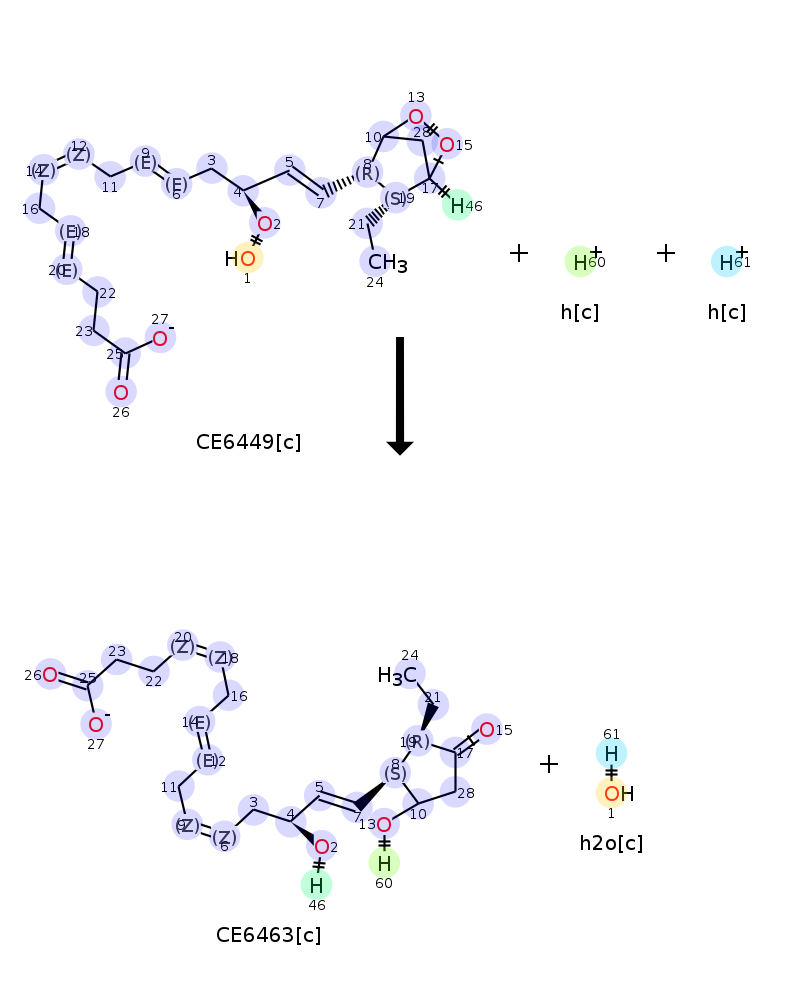 13
O
10
28
O 15
12
9
8
14
(Z)
(Z)
(E)
3
5
(R)
17
11
(E)
6
4
7
(S)
19
H 46
16
O 2
21
(E) 18
H O
1
CH3
24
+
H+
60
+
H+
61
20
(E)
h[c]
h[c]
22
27
23
O-
25
O
26
CE6449[c]
20
23
(Z)
(Z)
18
24
26 O
25
22
H3C
21
16
O-
27
14
(E)
(R)
19
O 15
17
61
H
(E) 12
8
(S)
+
11
5
28
O H
1
3
7
10
9
(Z)
4
13 O
(Z)
6
O 2
h2o[c]
H
60
H
46
CE6463[c]